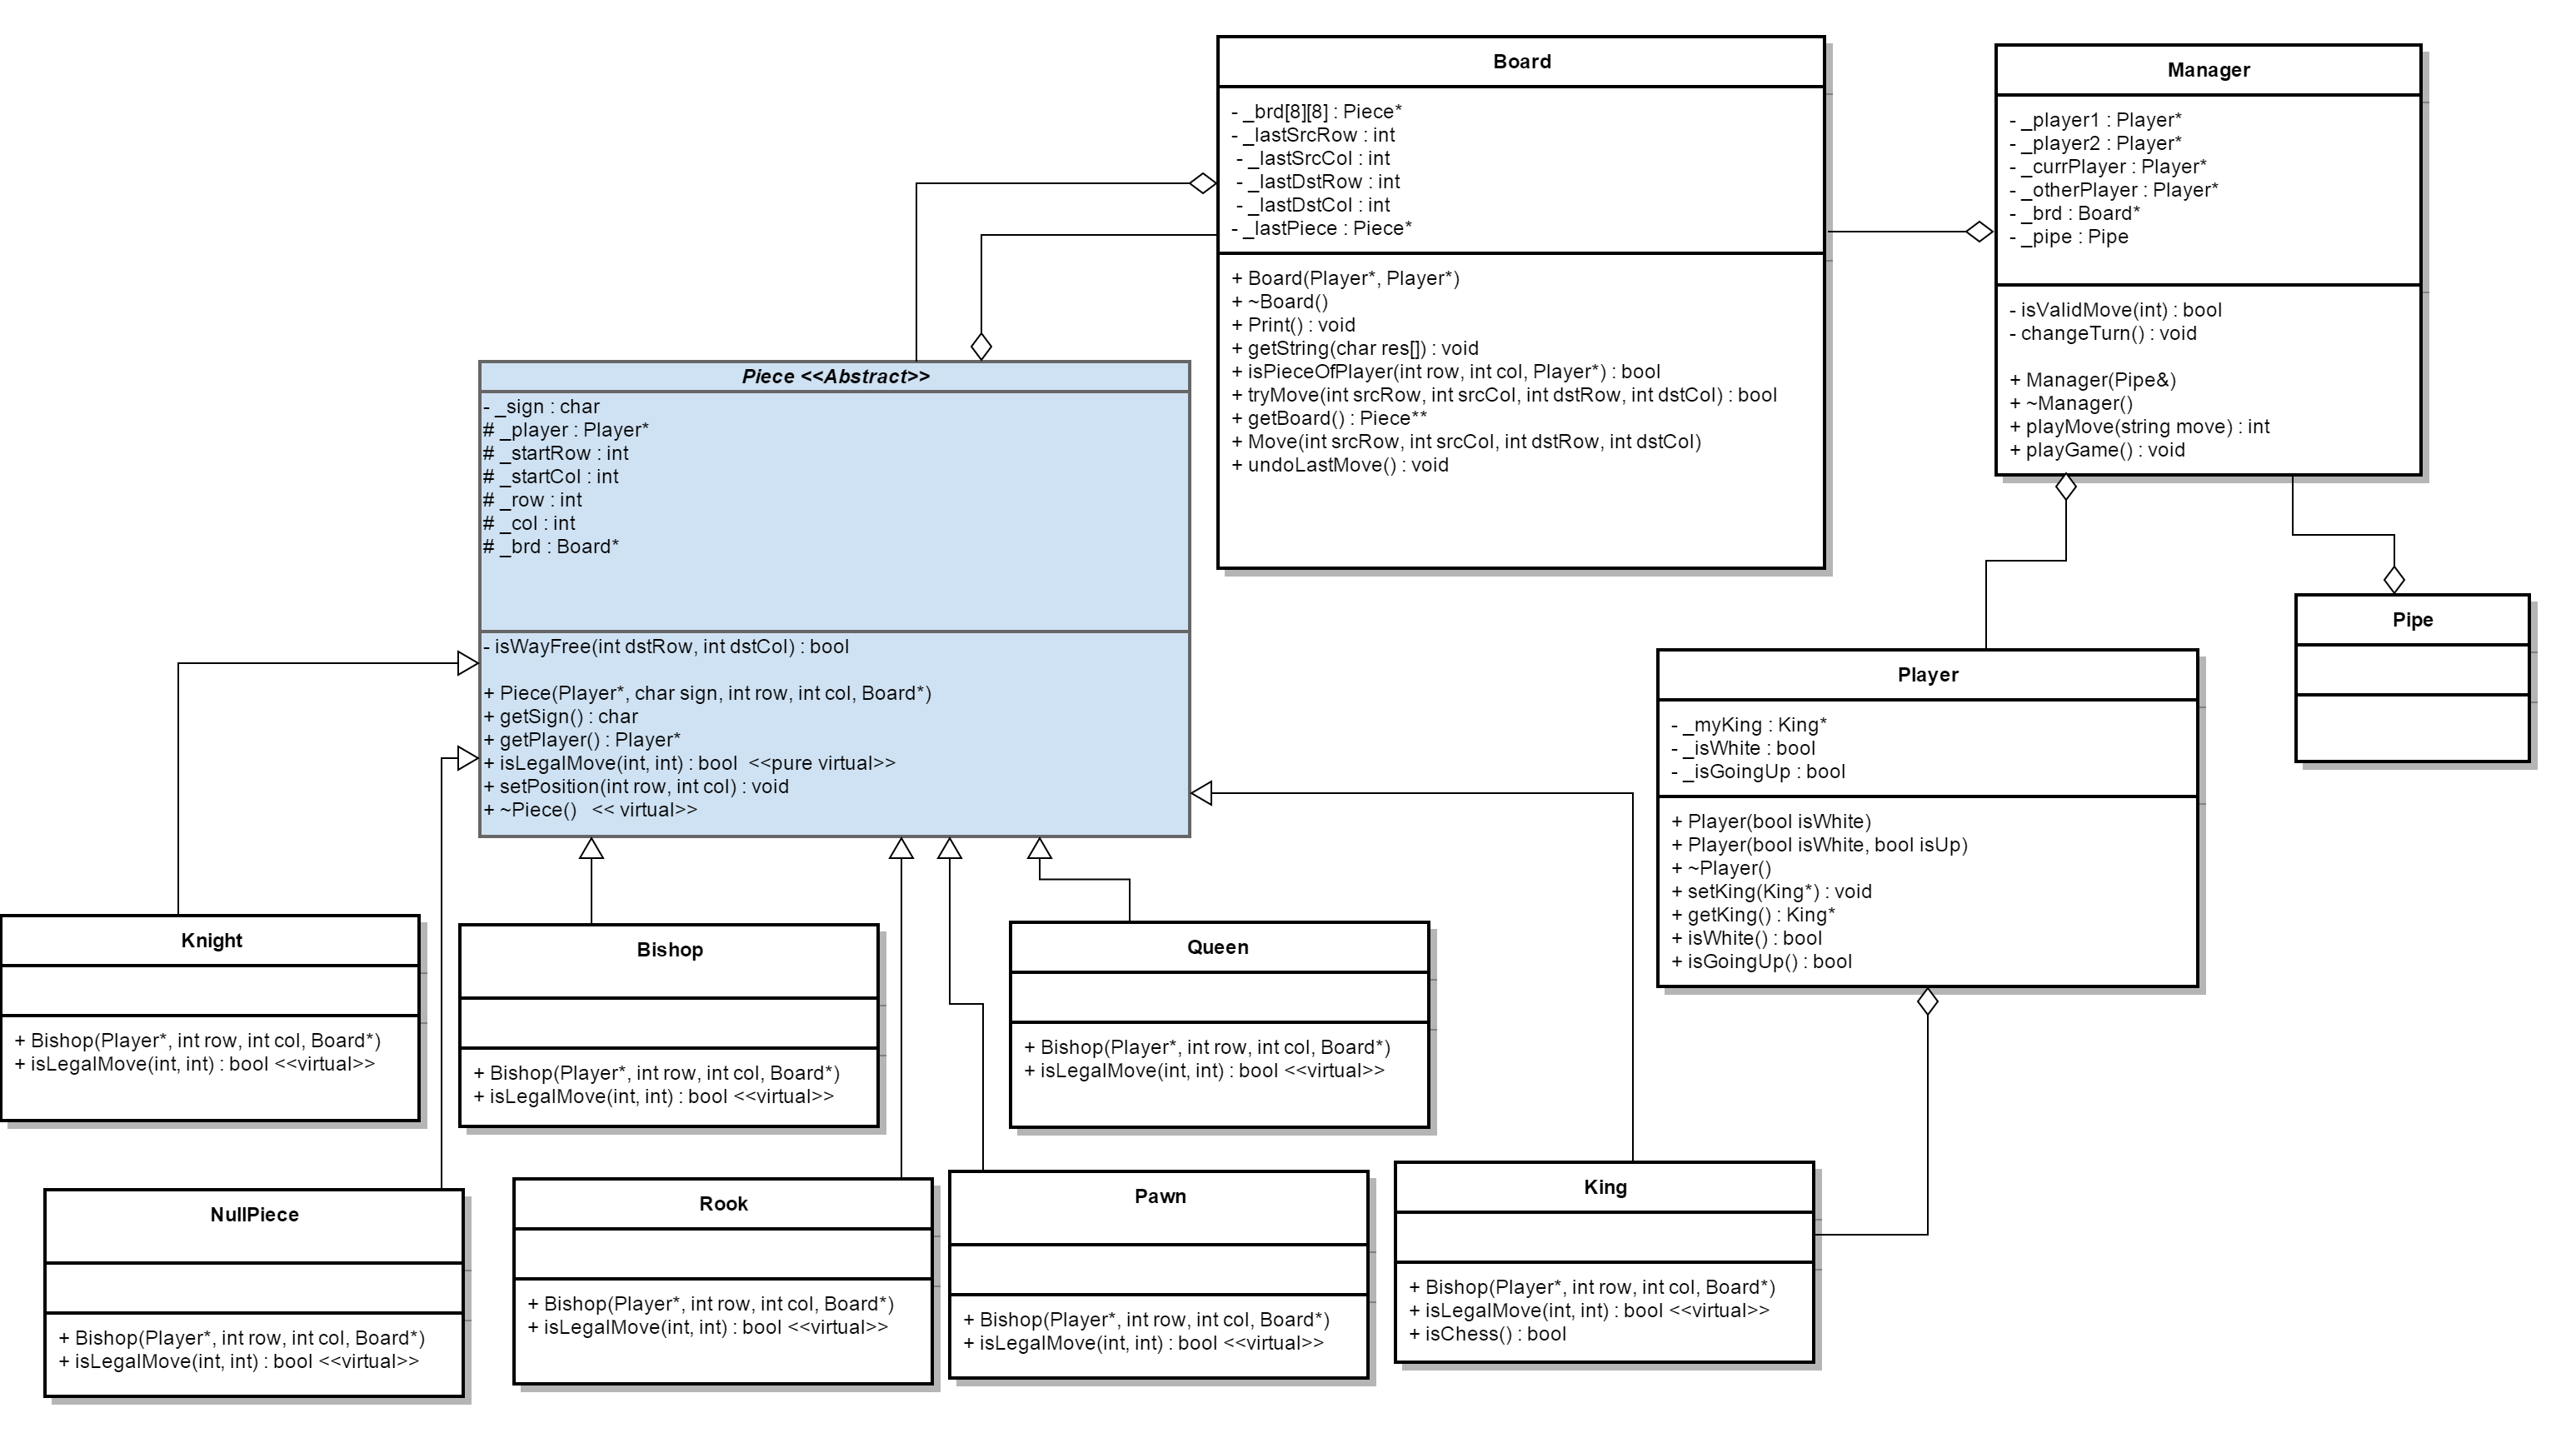 Board
- _brd[8][8] : Piece*
- _lastSrcRow : int
- _lastSrcCol : int
- _lastDstRow : int
- _lastDstCol : int
- _lastPiece : Piece*
+ Board(Player*, Player*)
+ ~Board()
+ Print() : void
+ getString(char res[]) : void
+ isPieceOfPlayer(int row, int col, Player*) : bool
+ tryMove(int srcRow, int srcCol, int dstRow, int dstCol) : bool
+ getBoard() : Piece**
+ Move(int srcRow, int srcCol, int dstRow, int dstCol)
+ undoLastMove() : void
Manager
- _player1 : Player*
- _player2 : Player*
- _currPlayer : Player*
- _otherPlayer : Player*
- _brd : Board*
- _pipe : Pipe
- isValidMove(int) : bool
- changeTurn() : void
+ Manager(Pipe&)
+ ~Manager()
+ playMove(string move) : int
+ playGame() : void
Piece <<Abstract>>
- _sign : char
# _player : Player*
# _startRow : int
# _startCol : int
# _row : int
# _col : int
# _brd : Board*
- isWayFree(int dstRow, int dstCol) : bool
+ Piece(Player*, char sign, int row, int col, Board*)
+ getSign() : char
+ getPlayer() : Player*
+ isLegalMove(int, int) : bool <<pure virtual>>
+ setPosition(int row, int col) : void
+ ~Piece() << virtual>>
Pipe
Player
- _myKing : King*
- _isWhite : bool
- _isGoingUp : bool
+ Player(bool isWhite)
+ Player(bool isWhite, bool isUp)
+ ~Player()
+ setKing(King*) : void
+ getKing() : King*
+ isWhite() : bool
+ isGoingUp() : bool
Knight
+ Bishop(Player*, int row, int col, Board*)
+ isLegalMove(int, int) : bool <<virtual>>
Bishop
+ Bishop(Player*, int row, int col, Board*)
+ isLegalMove(int, int) : bool <<virtual>>
Queen
+ Bishop(Player*, int row, int col, Board*)
+ isLegalMove(int, int) : bool <<virtual>>
NullPiece
+ Bishop(Player*, int row, int col, Board*)
+ isLegalMove(int, int) : bool <<virtual>>
Rook
+ Bishop(Player*, int row, int col, Board*)
+ isLegalMove(int, int) : bool <<virtual>>
Pawn
+ Bishop(Player*, int row, int col, Board*)
+ isLegalMove(int, int) : bool <<virtual>>
King
+ Bishop(Player*, int row, int col, Board*)
+ isLegalMove(int, int) : bool <<virtual>>
+ isChess() : bool